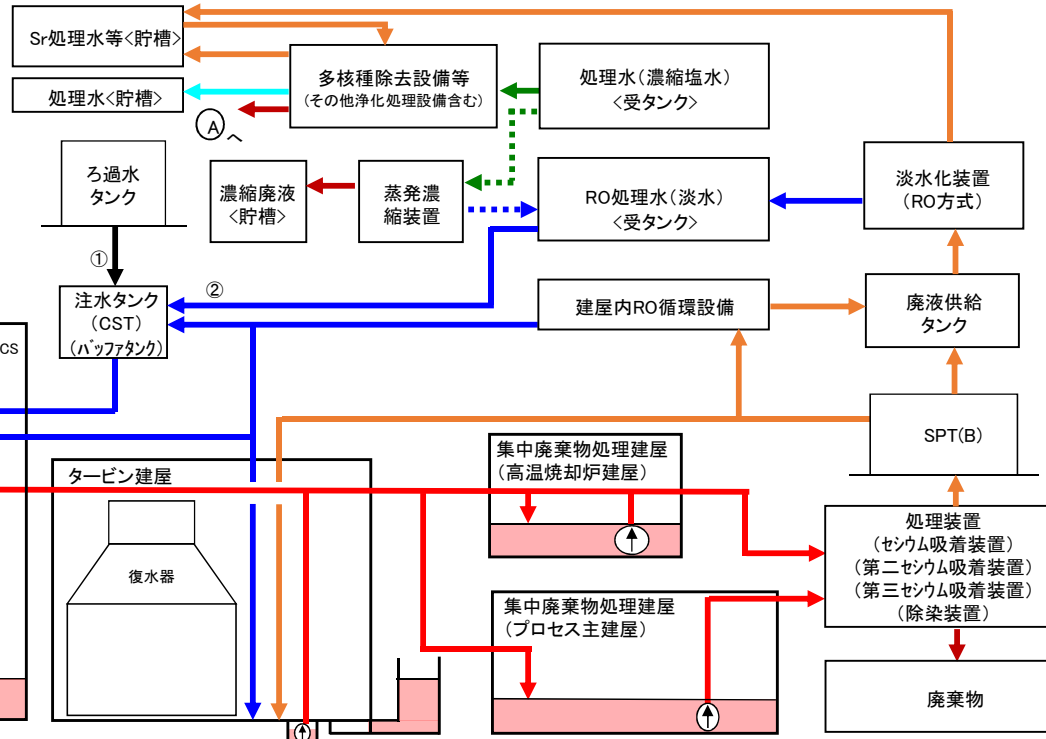 Sr処理水等<貯槽>
処理水<貯槽>
多核種除去設備等
(その他浄化処理設備含む)
処理水(濃縮塩水)
<受タンク>
Ⓐへ
ろ過水
タンク
濃縮廃液
<貯槽>
蒸発濃
縮装置
RO処理水(淡水)
<受タンク>
淡水化装置
(RO方式)
①
②
注水タンク
(CST)
(バッファタンク)
建屋内RO循環設備
廃液供給
タンク
CS
SPT(B)
タービン建屋
復水器
集中廃棄物処理建屋
(高温焼却炉建屋)
処理装置
(セシウム吸着装置)
(第二セシウム吸着装置)
(第三セシウム吸着装置)
(除染装置)
集中廃棄物処理建屋
(プロセス主建屋)
廃棄物